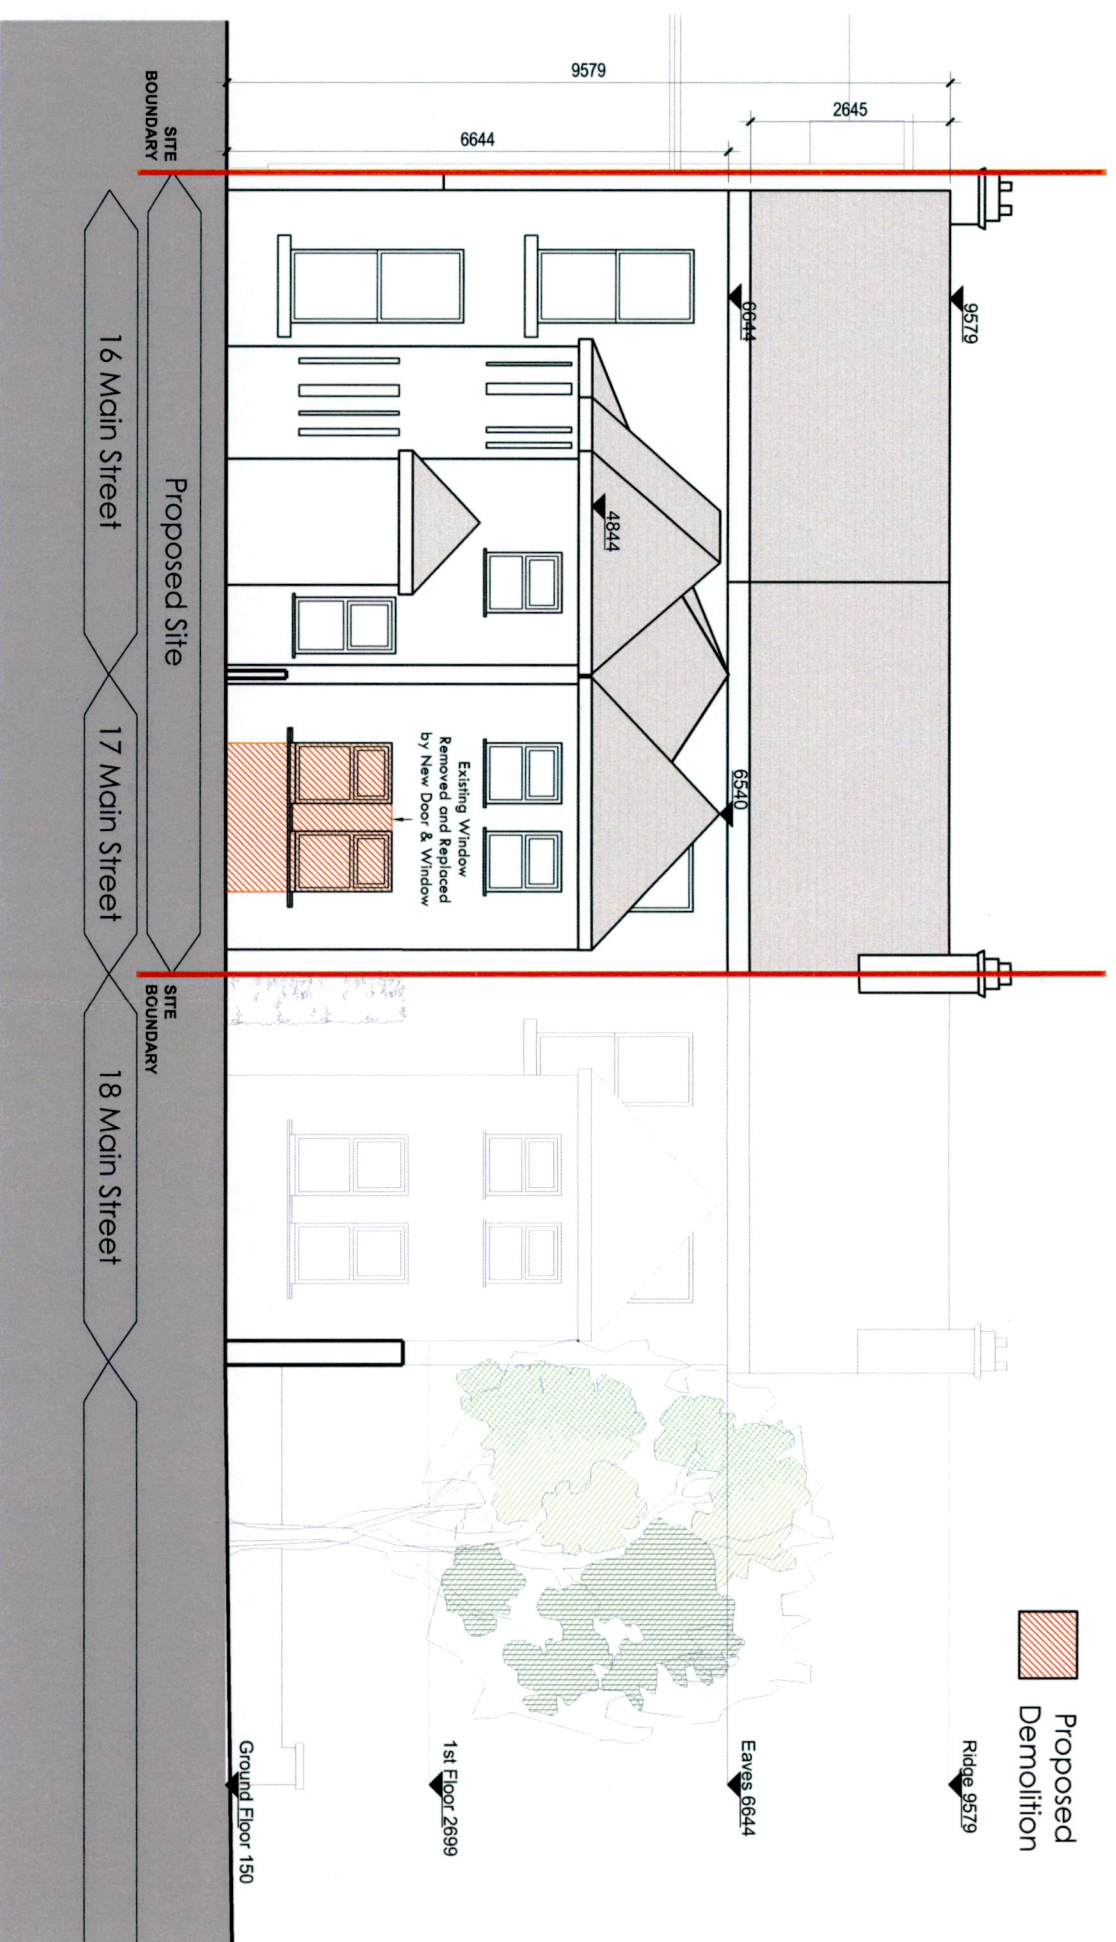 Proposed
Demolition
Ridge 9579
Eaves 6644
1st Floor 2699
Ground Floor 150
9579
2645
6644
9579
6644
4844
6540
Existing Window
Removed and Replaced
by New Door & Window
SITE
BOUNDARY
SITE
BOUNDARY
Proposed Site
16 Main Street
17 Main Street
18 Main Street